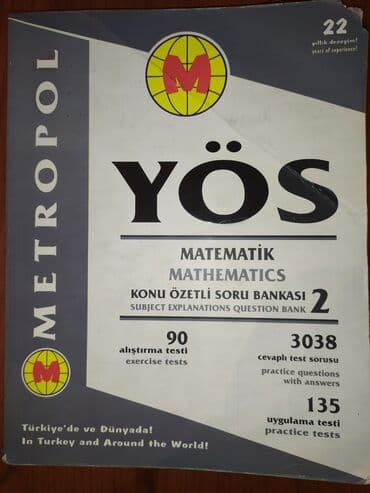 22
yıllık deneyim!
years of experience!
M
METROPOL
YÖS
MATEMATİK
MATHEMATICS
KONU ÖZETLİ SORU BANKASI 2
SUBJECT EXPLANATIONS QUESTION BANK
90
alıştırma testi
exercise tests
3038
cevaplı test sorusu
practice questions
with answers
135
uygulama testi
practice tests
M
Türkiye'de ve Dünyada!
In Turkey and Around the World!